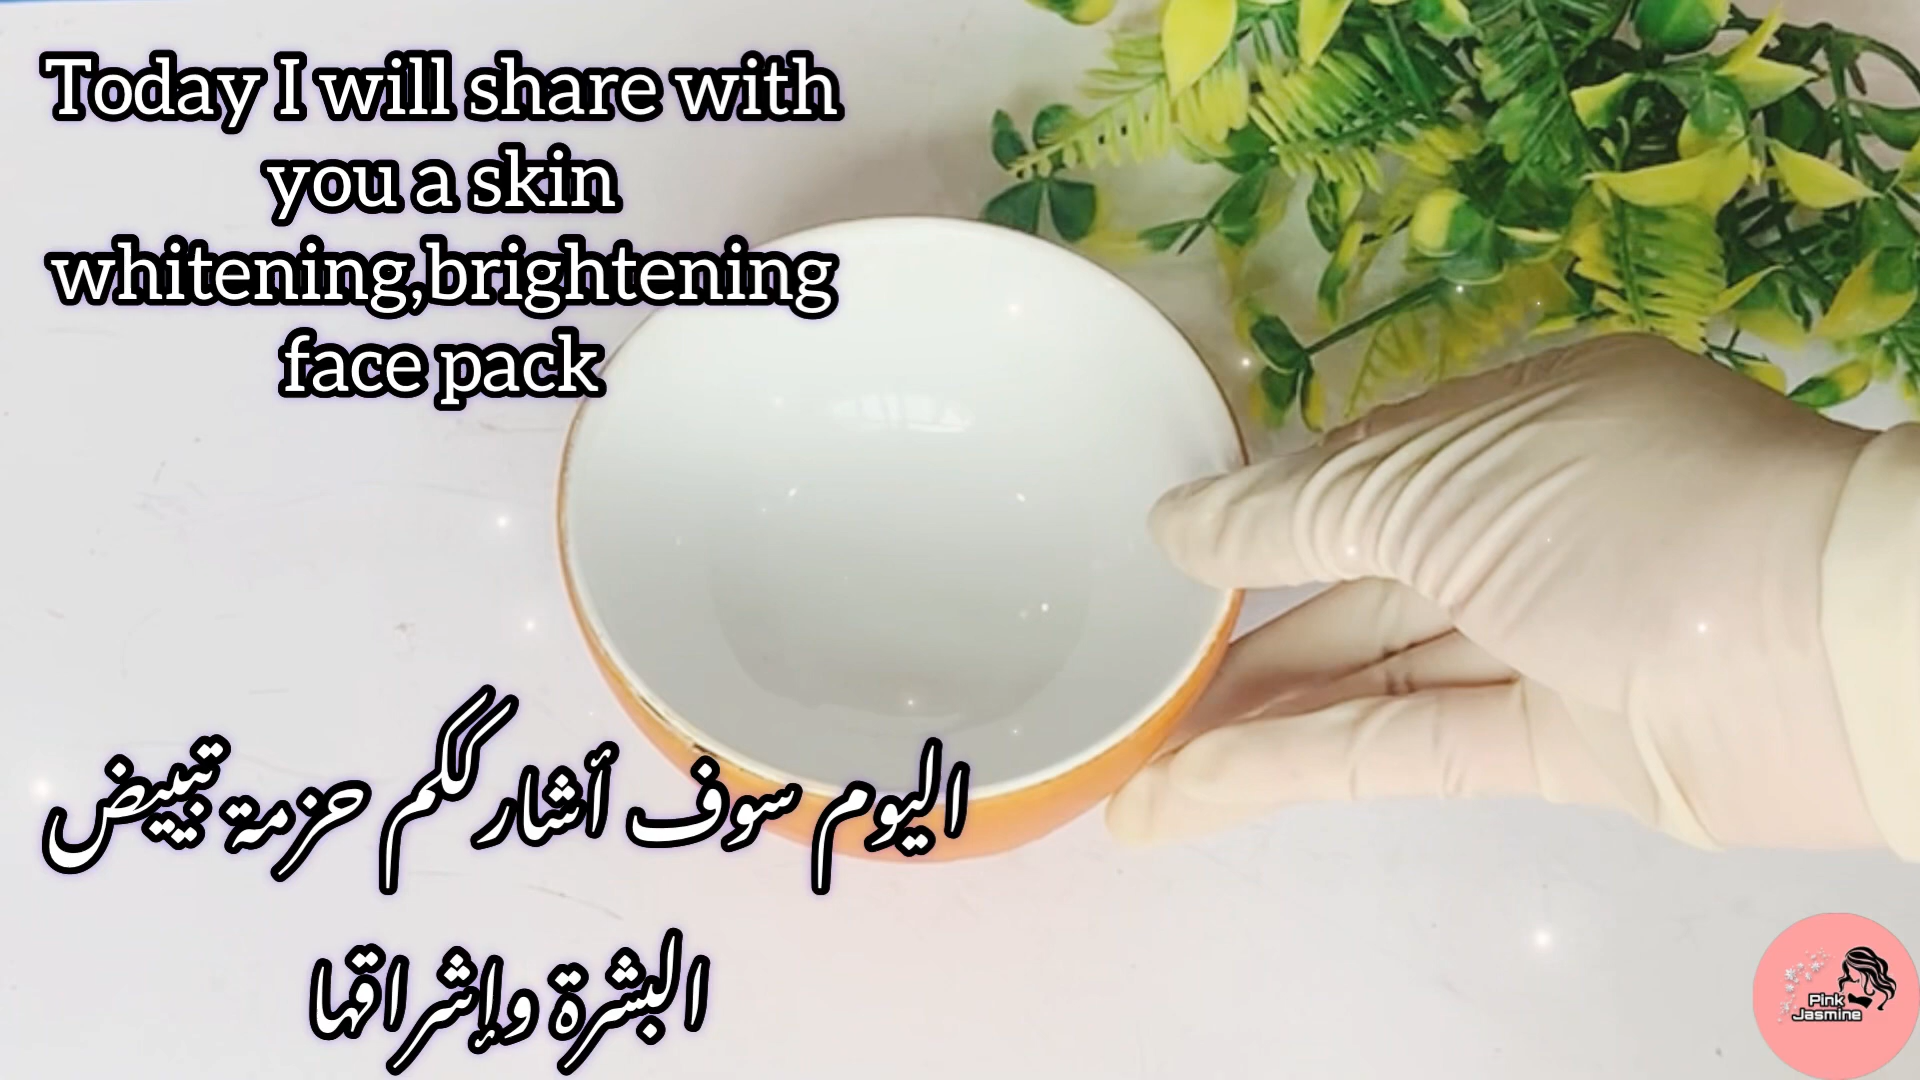 Today I will share with
you a skin
whitening,brightening
face pack
اليوم سوف أشارككم حزمة تبييض
البشرة وإشراقها
Pink
Jasmine